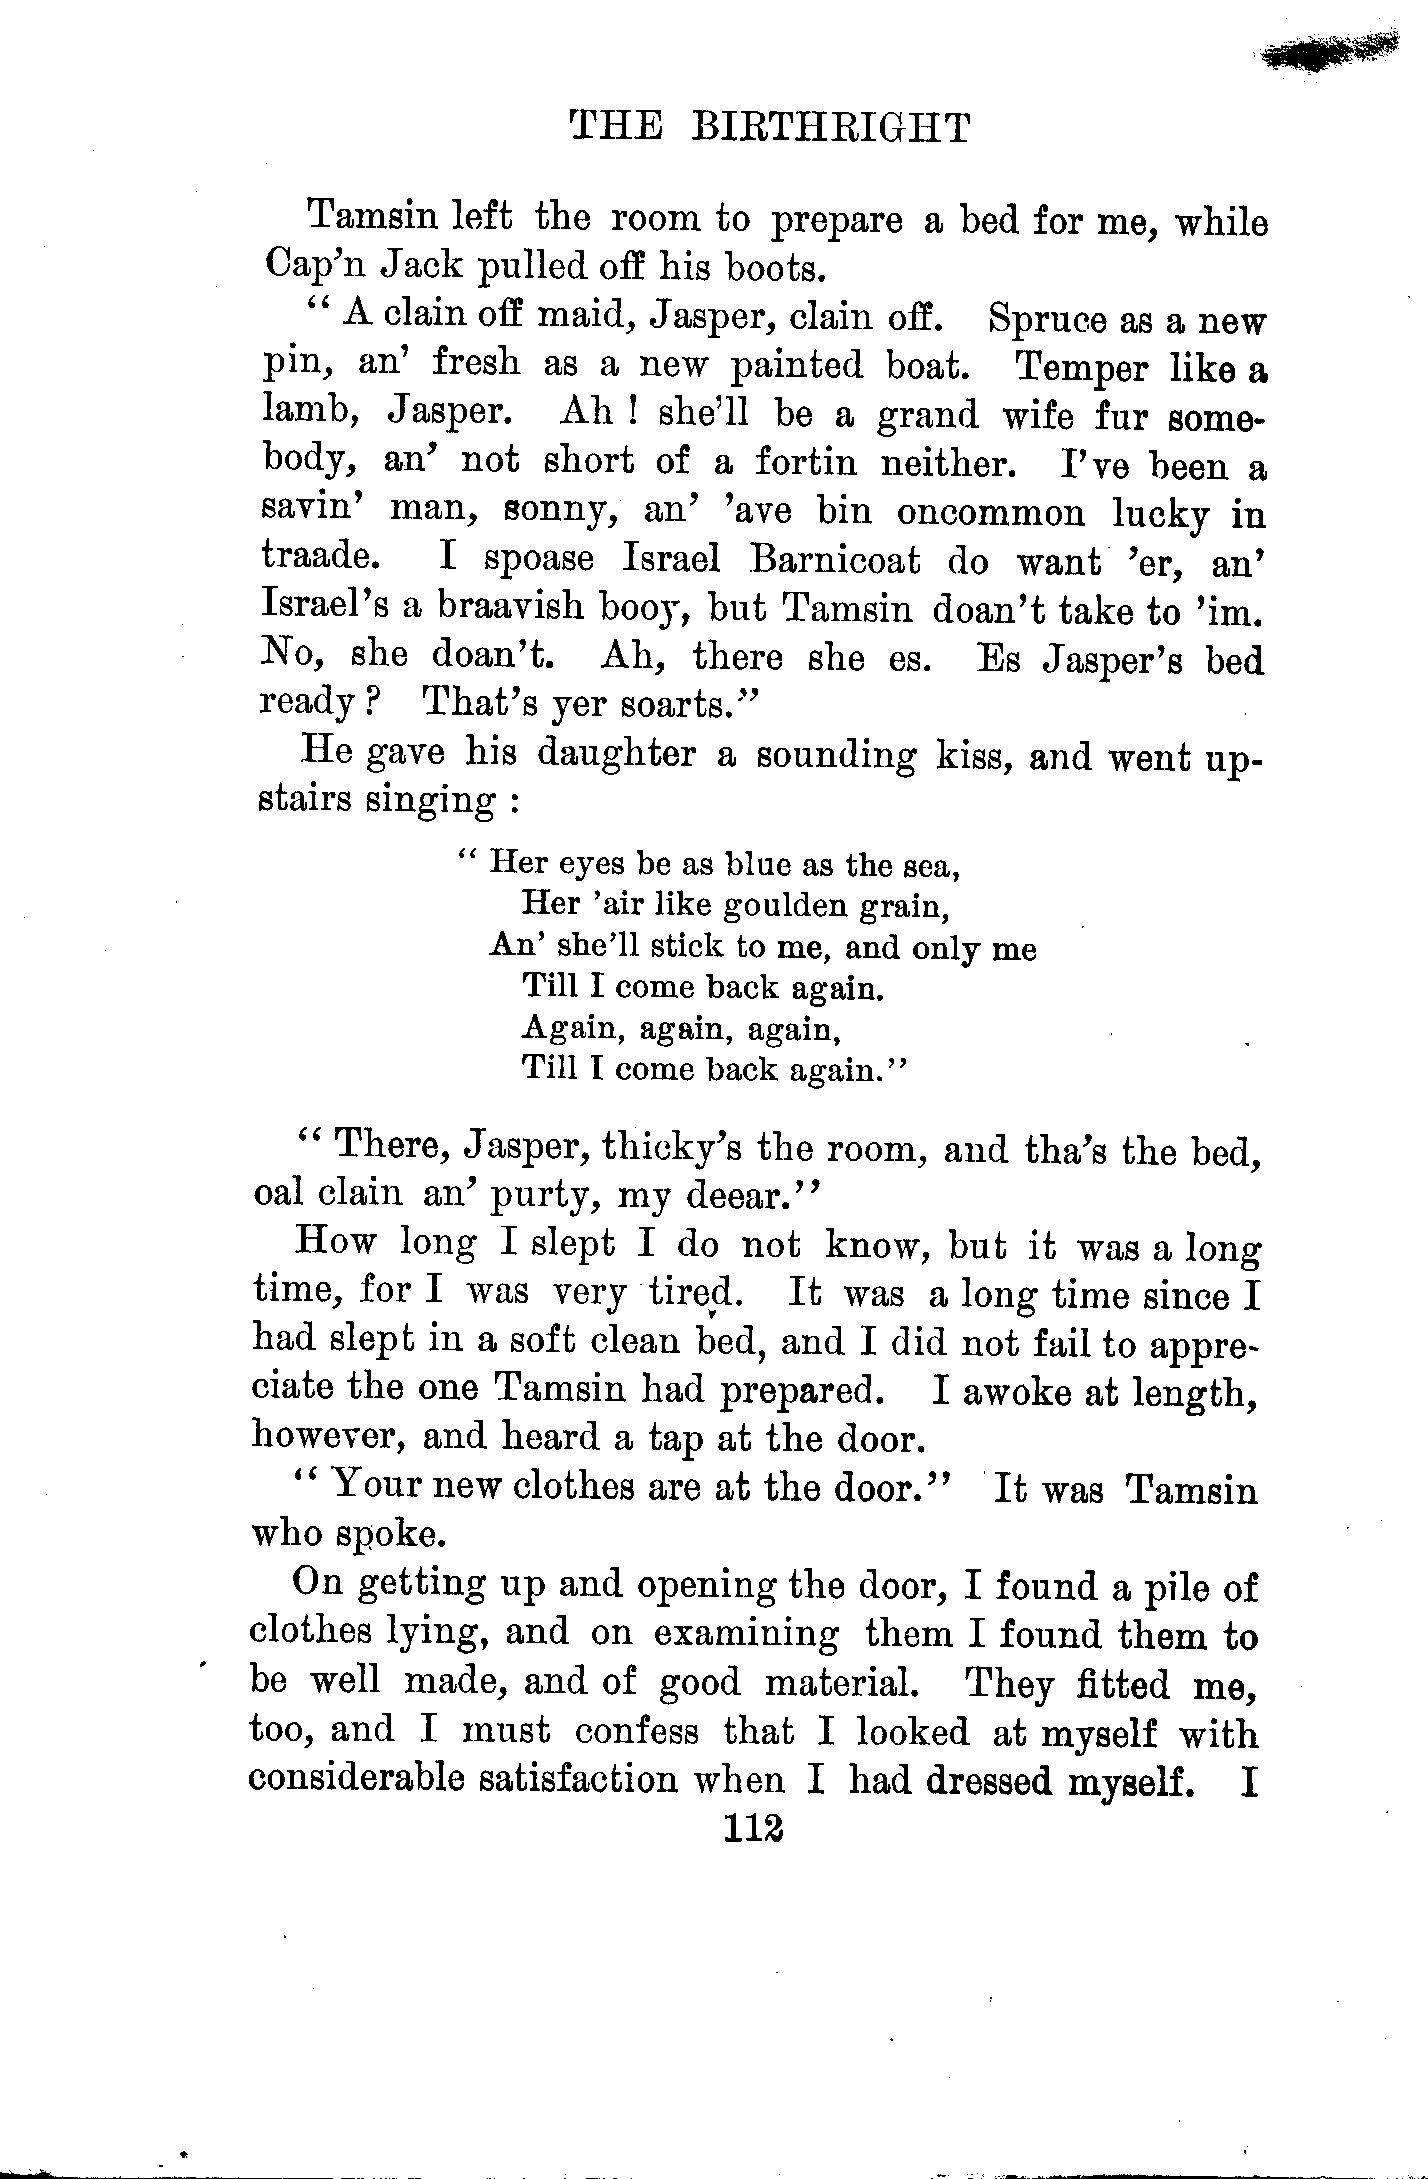 THE BIRTHRIGHT
Tamsin left the room to prepare a bed for me, while
Cap'n Jack pulled off his boots.
" A clain off maid, Jasper, clain off. Spruce as a new
pin, an' fresh as a new painted boat. Temper like a
lamb, Jasper. Ah ! she'll be a grand wife fur some-
body, an' not short of a fortin neither. I've been a
savin' man, sonny, an' 'ave bin oncommon lucky in
traade. I spoase Israel Barnicoat do want 'er, an'
Israel's a braavish booy, but Tamsin doan't take to 'im.
No, she doan't. Ah, there she es. Es Jasper's bed
ready ? That's yer soarts."
He gave his daughter a sounding kiss, and went up-
stairs singing :
" Her eyes be as blue as the sea,
Her 'air like goulden grain,
An' she'll stick to me, and only me
Till I come back again.
Again, again, again,
Till I come back again."
" There, Jasper, thicky's the room, and tha's the bed,
oal clain an' purty, my deear."
How long I slept I do not know, but it was a long
time, for I was very tired. It was a long time since I
had slept in a soft clean bed, and I did not fail to appre-
ciate the one Tamsin had prepared. I awoke at length,
however, and heard a tap at the door.
" Your new clothes are at the door." It was Tamsin
who spoke.
On getting up and opening the door, I found a pile of
clothes lying, and on examining them I found them to
be well made, and of good material. They fitted me,
too, and I must confess that I looked at myself with
considerable satisfaction when I had dressed myself. I
112